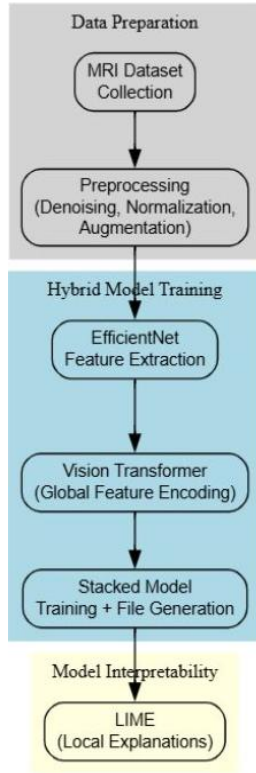 Data Preparation
MRI Dataset
Collection
Preprocessing
(Denoising, Normalization,
Augmentation)
Hybrid Model Training
EfficientNet
Feature Extraction
Vision Transformer
(Global Feature Encoding)
Stacked Model
Training + File Generation
Model Interpretability
LIME
(Local Explanations)